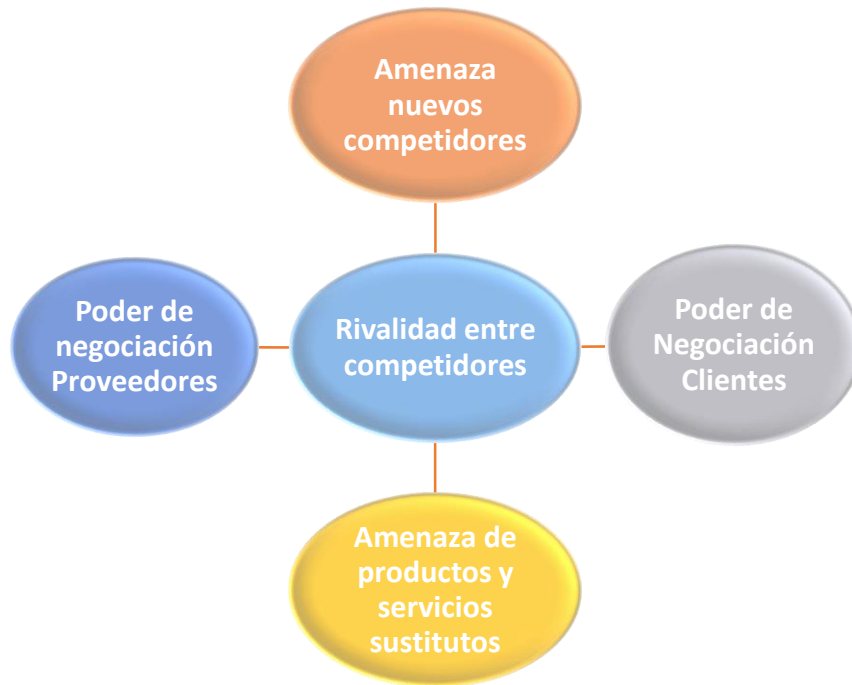 Amenaza
nuevos
competidores
Poder de
negociación
Proveedores
Rivalidad entre
competidores
Poder de
Negociación
Clientes
Amenaza de
productos y
servicios
sustitutos